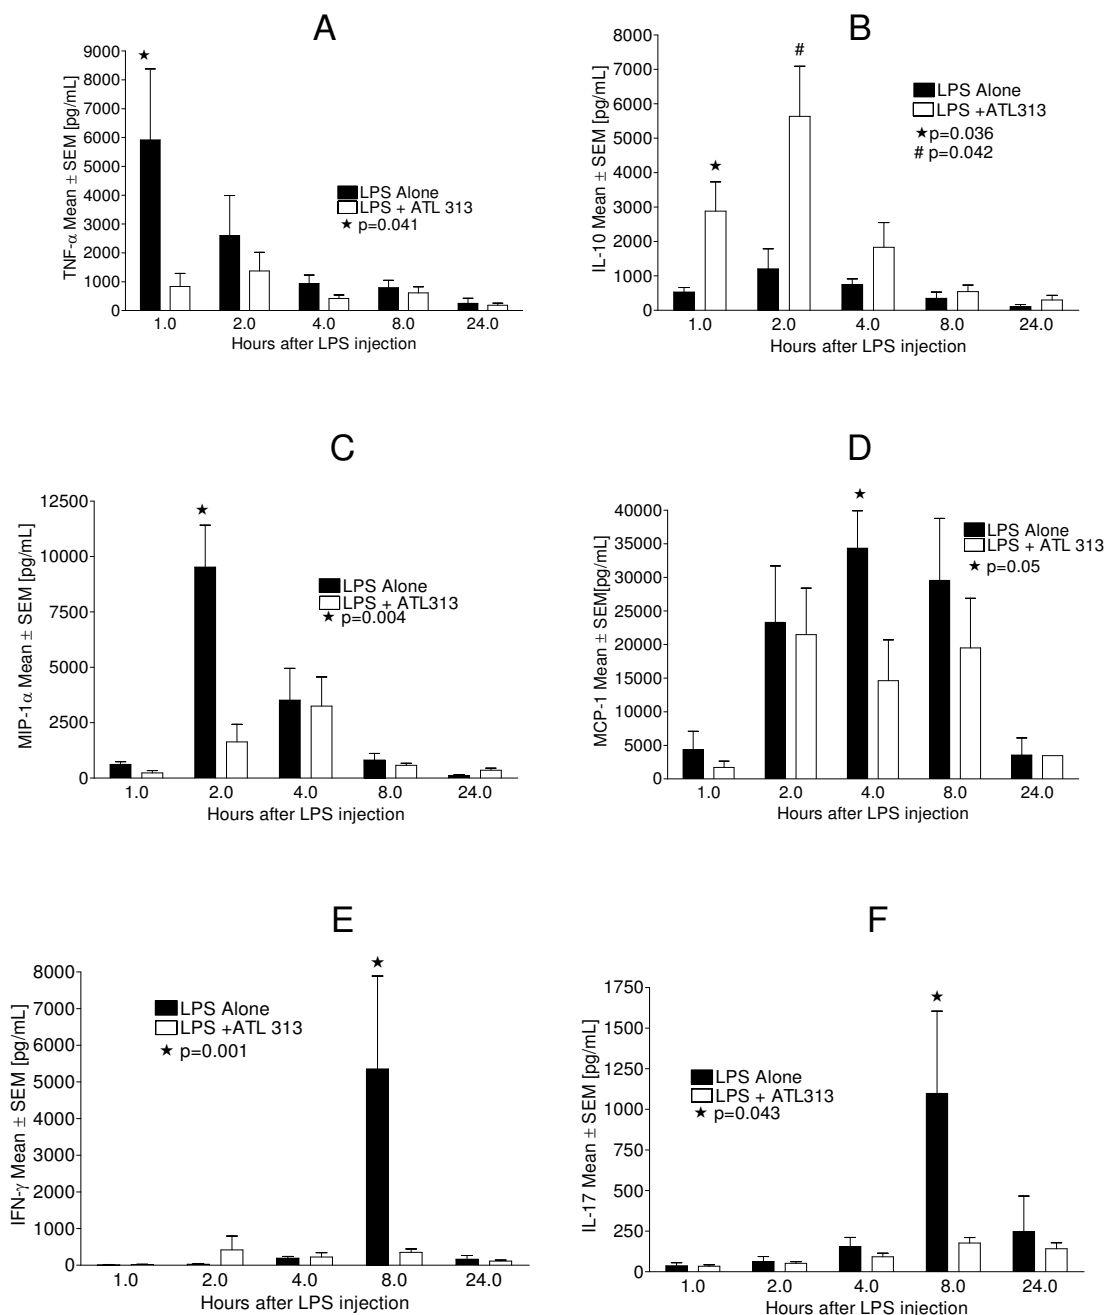 A
TNF-α Mean ± SEM [pg/mL]
9000
8000
7000
6000
5000
4000
3000
2000
1000
0
★
LPS Alone
LPS + ATL 313
★ p=0.041
1.0 2.0 4.0 8.0 24.0
Hours after LPS injection
B
IL-10 Mean ± SEM [pg/mL]
8000
7000
6000
5000
4000
3000
2000
1000
0
★
#
LPS Alone
LPS +ATL313
★p=0.036
# p=0.042
1.0 2.0 4.0 8.0 24.0
Hours after LPS injection
C
MIP-1α Mean ± SEM [pg/mL]
12500
10000
7500
5000
2500
0
★
LPS Alone
LPS + ATL313
★ p=0.004
1.0 2.0 4.0 8.0 24.0
Hours after LPS injection
D
MCP-1 Mean ± SEM[pg/mL]
40000
35000
30000
25000
20000
15000
10000
5000
0
★
LPS Alone
LPS + ATL 313
★ p=0.05
1.0 2.0 4.0 8.0 24.0
Hours after LPS injection
E
IFN-γ Mean ± SEM [pg/mL]
8000
7000
6000
5000
4000
3000
2000
1000
0
★
LPS Alone
LPS +ATL 313
★ p=0.001
1.0 2.0 4.0 8.0 24.0
Hours after LPS injection
F
IL-17 Mean ± SEM [pg/mL]
1750
1500
1250
1000
750
500
250
0
★
LPS Alone
LPS + ATL313
★ p=0.043
1.0 2.0 4.0 8.0 24.0
Hours after LPS injection